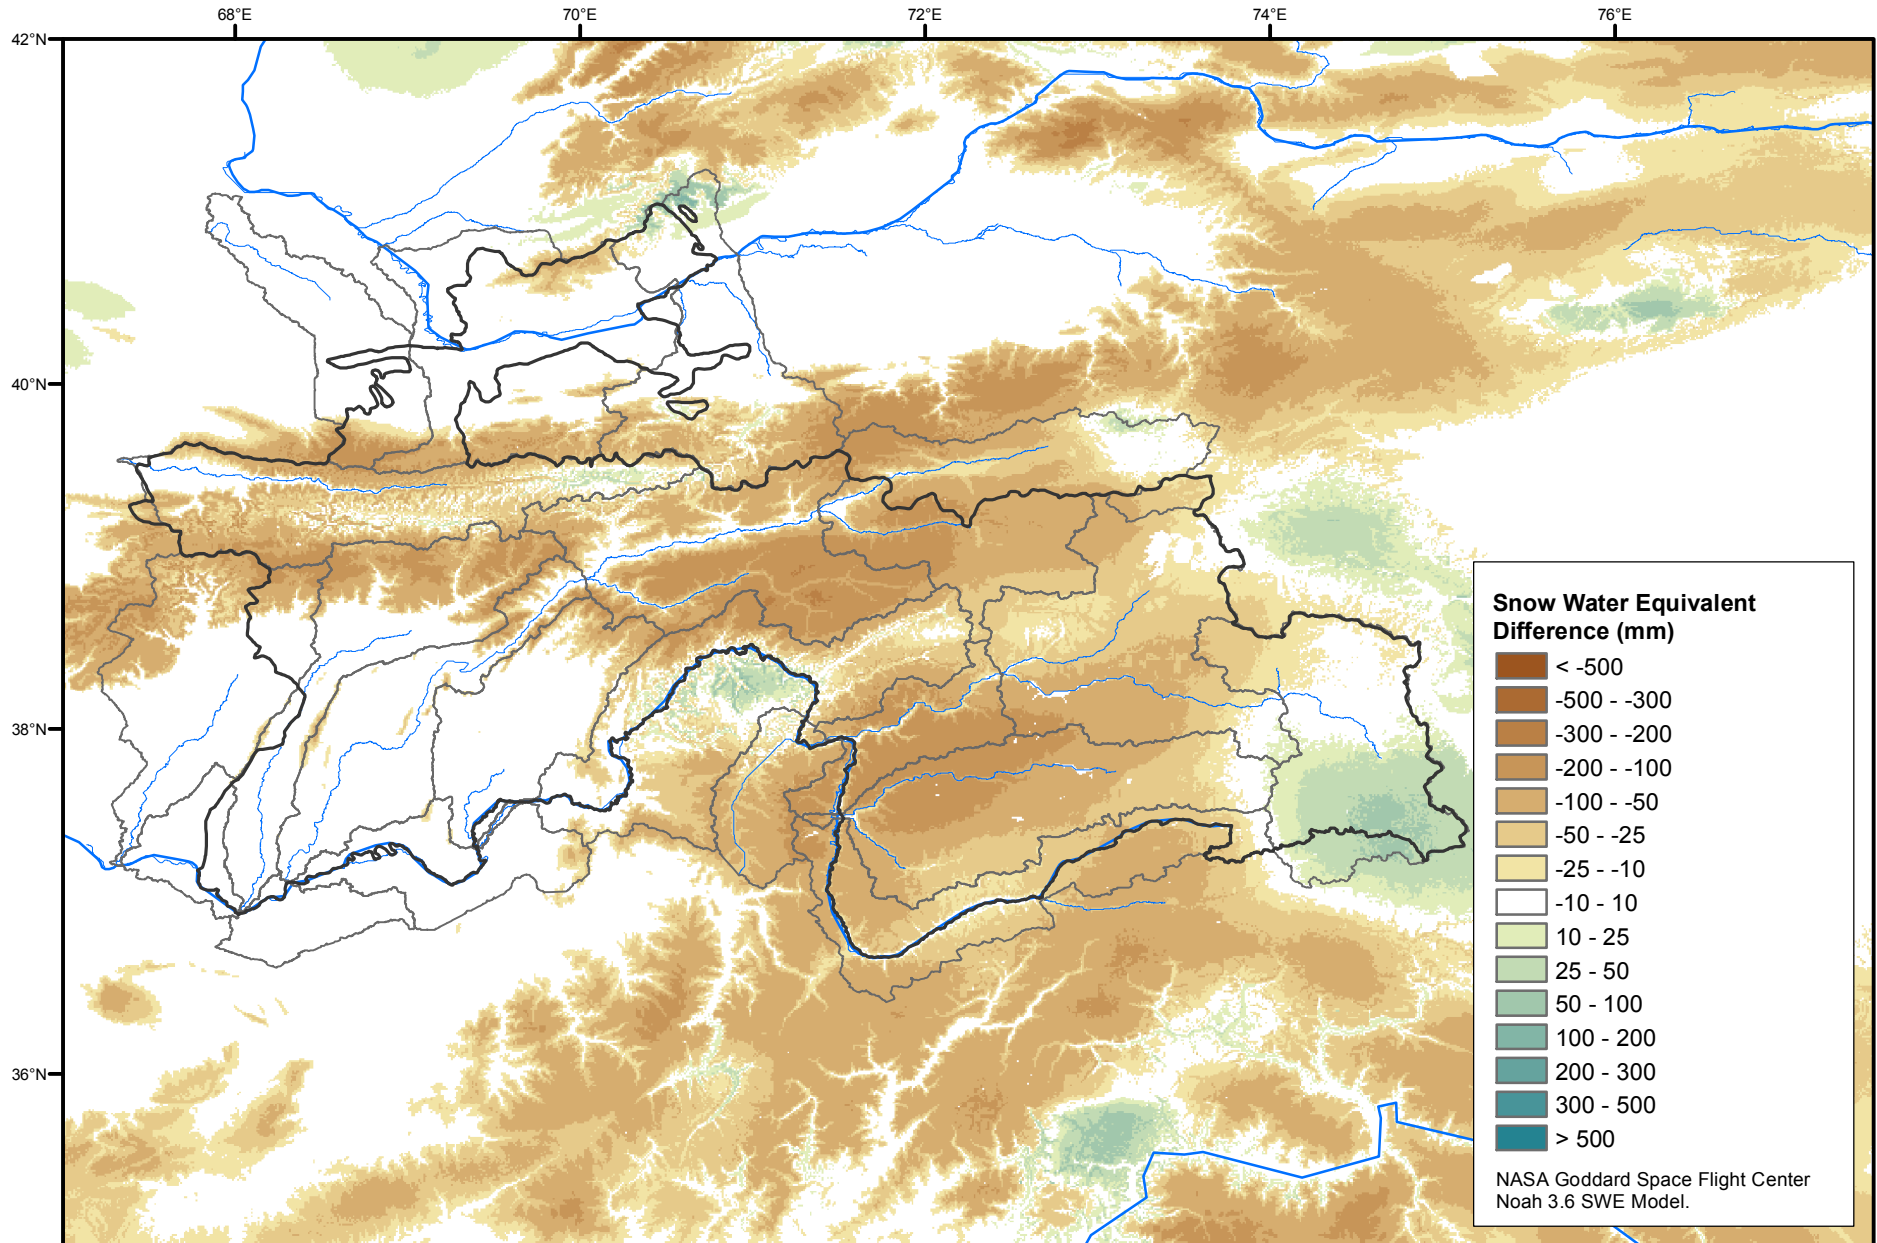 68°E 70°E 72°E 74°E 76°E
42°N
40°N
38°N
36°N
Snow Water Equivalent
Difference (mm)
< -500
-500 - -300
-300 - -200
-200 - -100
-100 - -50
-50 - -25
-25 - -10
-10 - 10
10 - 25
25 - 50
50 - 100
100 - 200
200 - 300
300 - 500
> 500
NASA Goddard Space Flight Center
Noah 3.6 SWE Model.